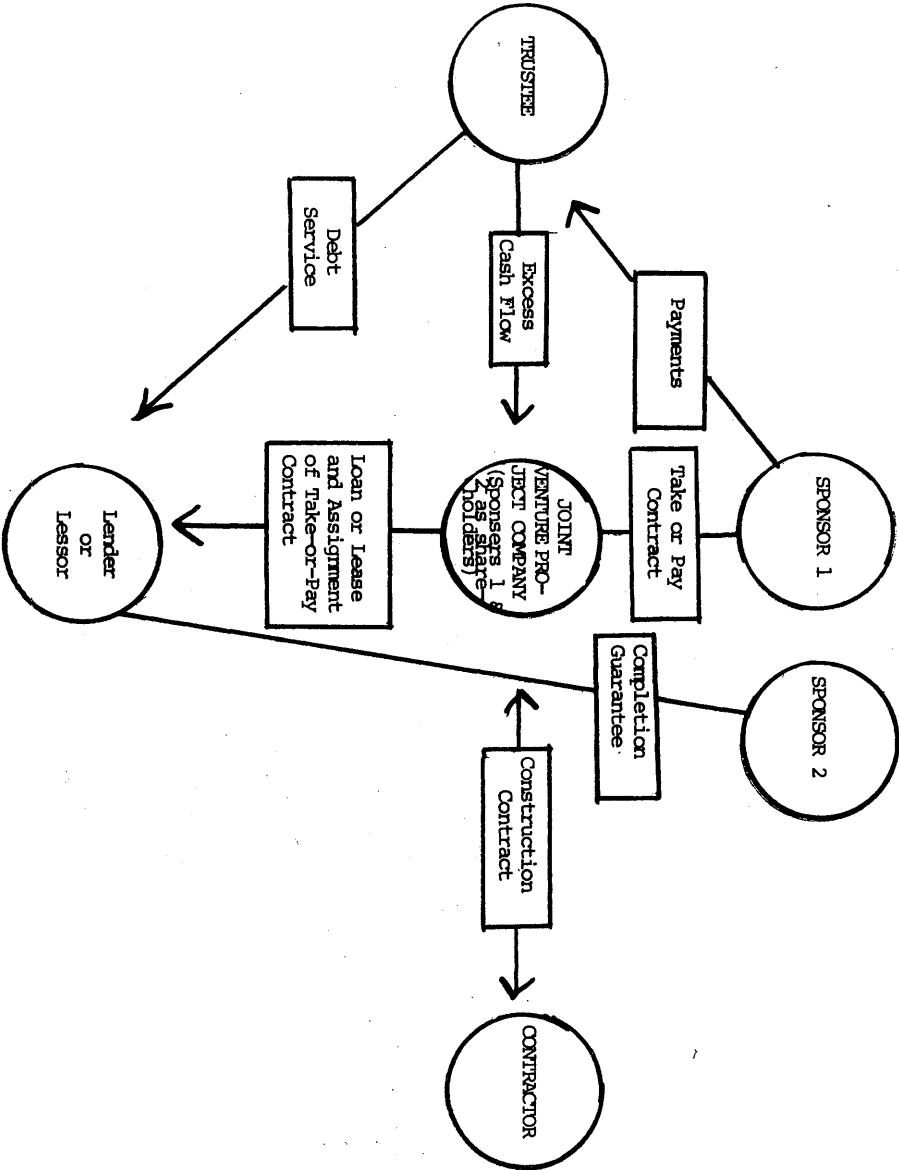 SPONSOR 1
SPONSOR 2
Payments
Take or Pay
Contract
Completion
Guarantee
TRUSTEE
Excess
Cash Flow
JOINT
VENTURE PRO-
JECT COMPANY
(Sponsers 1 &
2 as share-
holders)
Construction
Contract
CONTRACTOR
Debt
Service
Loan or Lease
and Assignment
of Take-or-Pay
Contract
Lender
or
Lessor